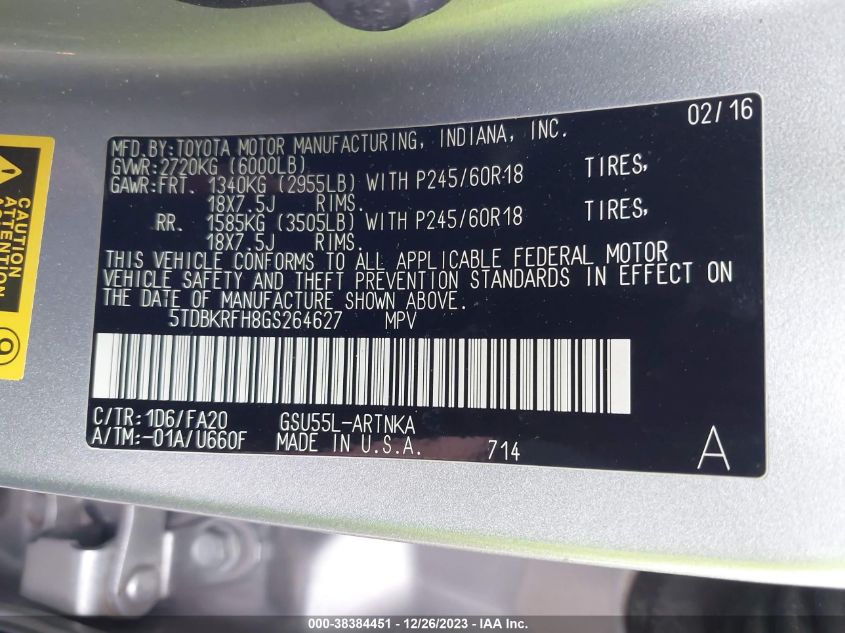 CAUTION
ATTENTION
02/16
MFD.BY:TOYOTA MOTOR MANUFACTURING, INDIANA, INC.
GVWR:2720KG (6000LB)
GAWR:FRT. 1340KG (2955LB) WITH P245/60R18 TIRES,
18X7.5J RIMS.
RR. 1585KG (3505LB) WITH P245/60R18 TIRES,
18X7.5J RIMS.
THIS VEHICLE CONFORMS TO ALL APPLICABLE FEDERAL MOTOR
VEHICLE SAFETY AND THEFT PREVENTION STANDARDS IN EFFECT ON
THE DATE OF MANUFACTURE SHOWN ABOVE.
5TDBKRFH8GS264627 MPV
C/TR:1D6/FA20 GSU55L-ARTNKA
A/TM:-01A/U660F MADE IN U.S.A. 714
A
000-38384451 - 12/26/2023 - IAA Inc.